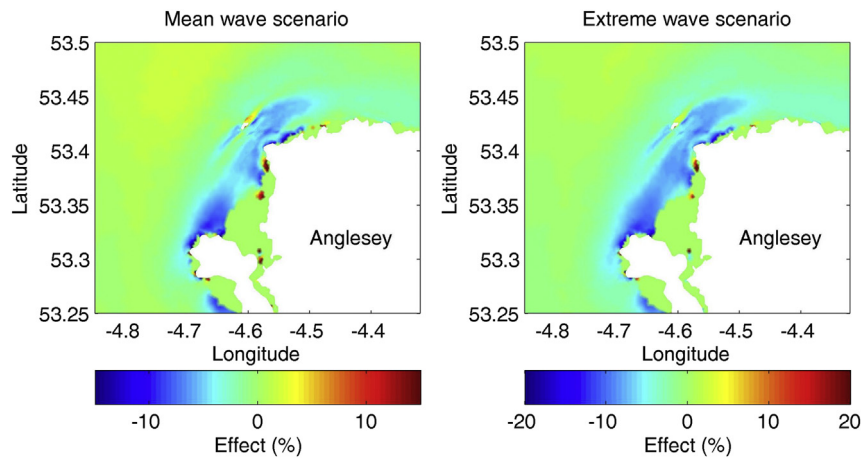 Mean wave scenario
53.5
53.45
53.4
53.35
53.3
53.25
Latitude
Anglesey
-4.8 -4.7 -4.6 -4.5 -4.4
Longitude
-10 0 10
Effect (%)
Extreme wave scenario
53.5
53.45
53.4
53.35
53.3
53.25
Latitude
Anglesey
-4.8 -4.7 -4.6 -4.5 -4.4
Longitude
-20 -10 0 10 20
Effect (%)